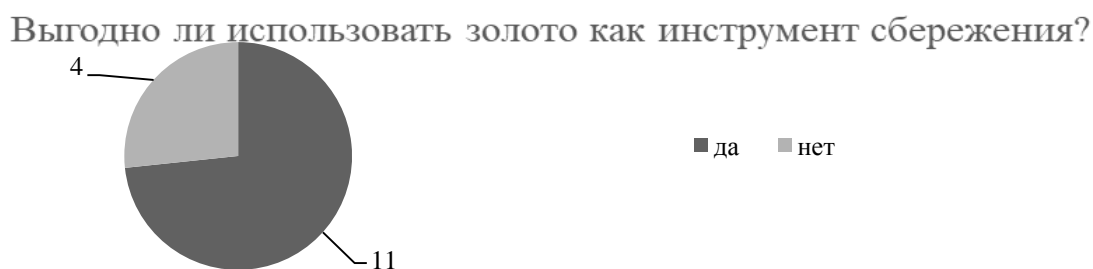 Выгодно ли использовать золото как инструмент сбережения?
4
да нет
11